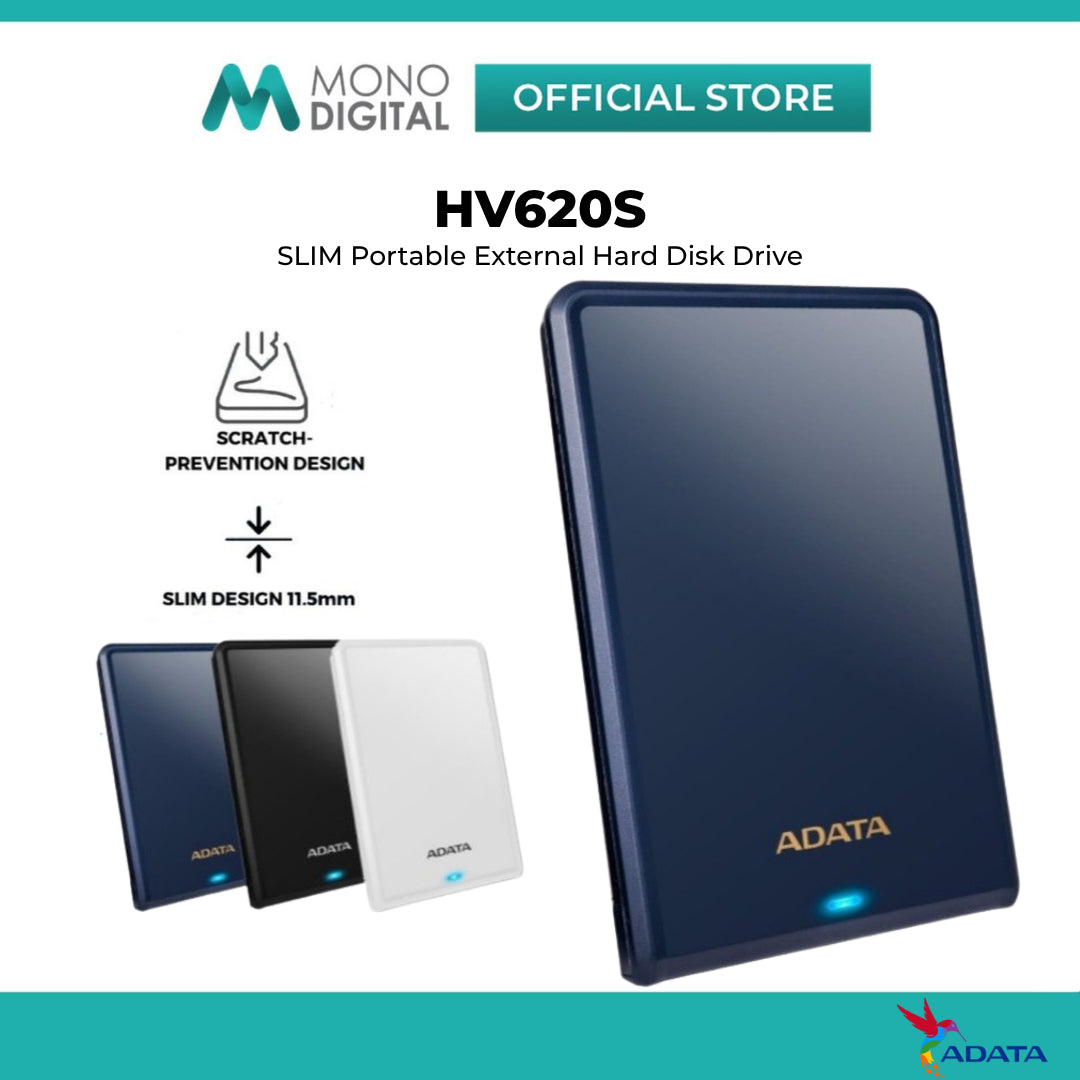 MONO
DIGITAL
OFFICIAL STORE
HV620S
SLIM Portable External Hard Disk Drive
SCRATCH-
PREVENTION DESIGN
SLIM DESIGN 11.5mm
ADATA
ADATA
ADATA
ADATA
ADATA